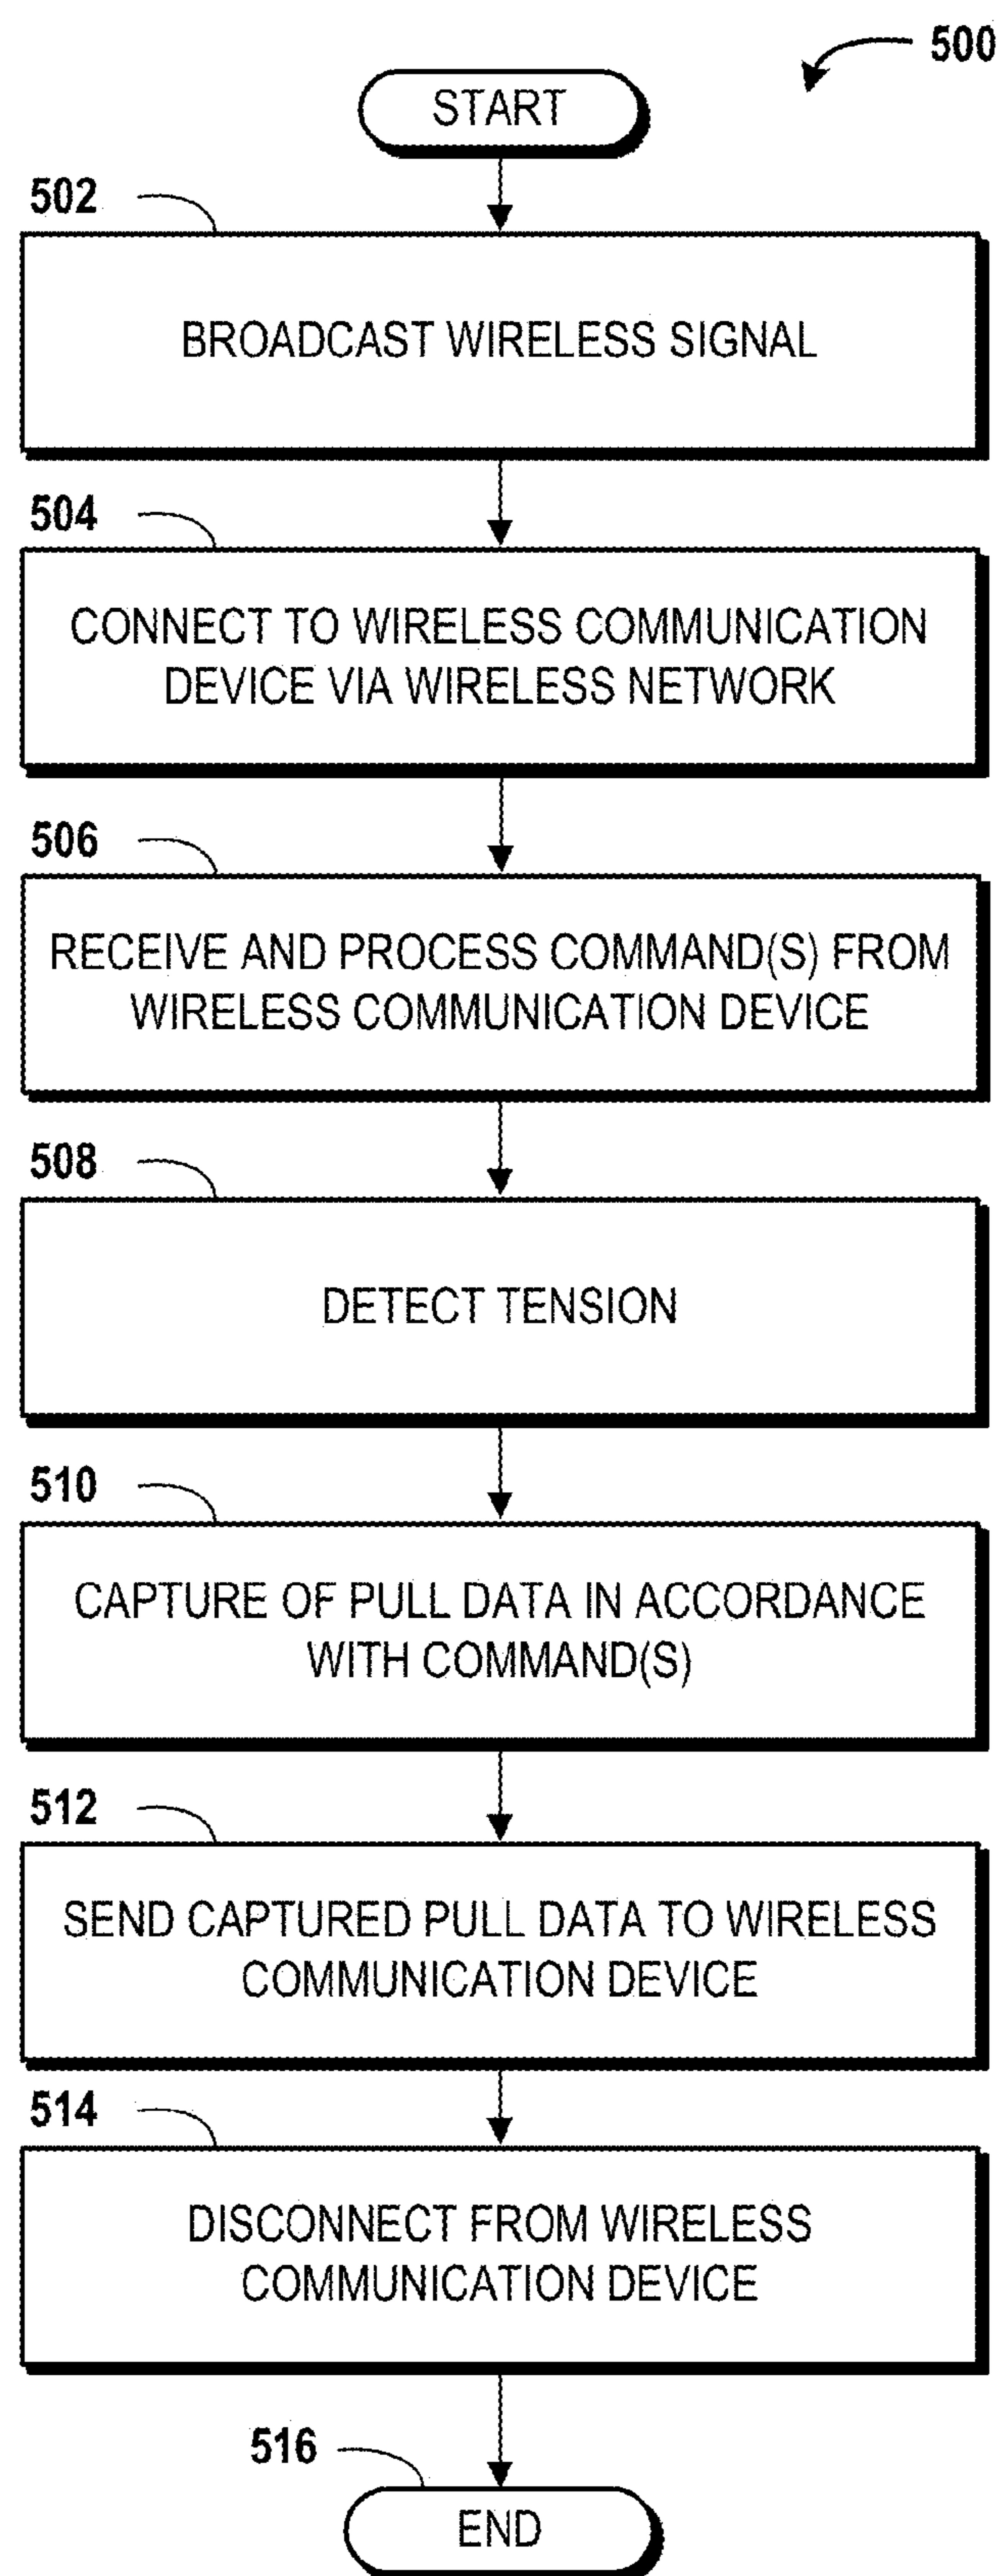 500
START
502
BROADCAST WIRELESS SIGNAL
504
CONNECT TO WIRELESS COMMUNICATION
DEVICE VIA WIRELESS NETWORK
506
RECEIVE AND PROCESS COMMAND(S) FROM
WIRELESS COMMUNICATION DEVICE
508
DETECT TENSION
510
CAPTURE OF PULL DATA IN ACCORDANCE
WITH COMMAND(S)
512
SEND CAPTURED PULL DATA TO WIRELESS
COMMUNICATION DEVICE
514
DISCONNECT FROM WIRELESS
COMMUNICATION DEVICE
516
END